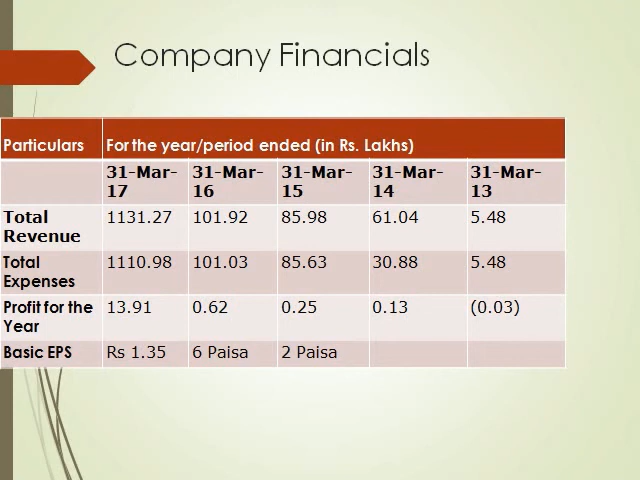 Company Financials
Particulars For the year/period ended (in Rs. Lakhs)
31-Mar- 31-Mar- 31-Mar- 31-Mar- 31-Mar-
17 16 15 14 13
Total 1131.27 101.92 85.98 61.04 5.48
Revenue
Total 1110.98 101.03 85.63 30.88 5.48
Expenses
Profit for the 13.91 0.62 0.25 0.13 (0.03)
Year
Basic EPS Rs 1.35 6 Paisa 2 Paisa